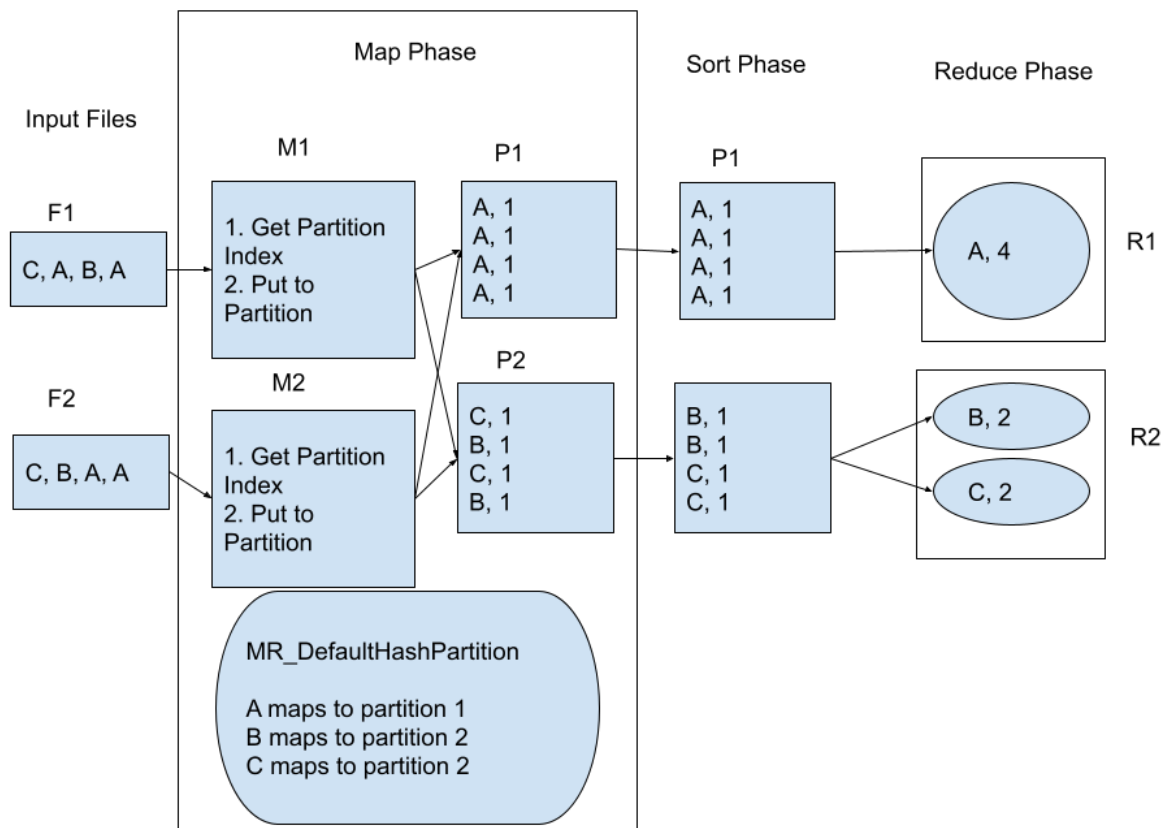 Map Phase
Sort Phase
Reduce Phase
Input Files
M1
P1
P1
F1
C, A, B, A
1. Get Partition
Index
2. Put to
Partition
A, 1
A, 1
A, 1
A, 1
A, 1
A, 1
A, 1
A, 1
A, 4
R1
F2
C, B, A, A
M2
1. Get Partition
Index
2. Put to
Partition
P2
C, 1
B, 1
C, 1
B, 1
B, 1
B, 1
C, 1
C, 1
B, 2
C, 2
R2
MR_DefaultHashPartition
A maps to partition 1
B maps to partition 2
C maps to partition 2